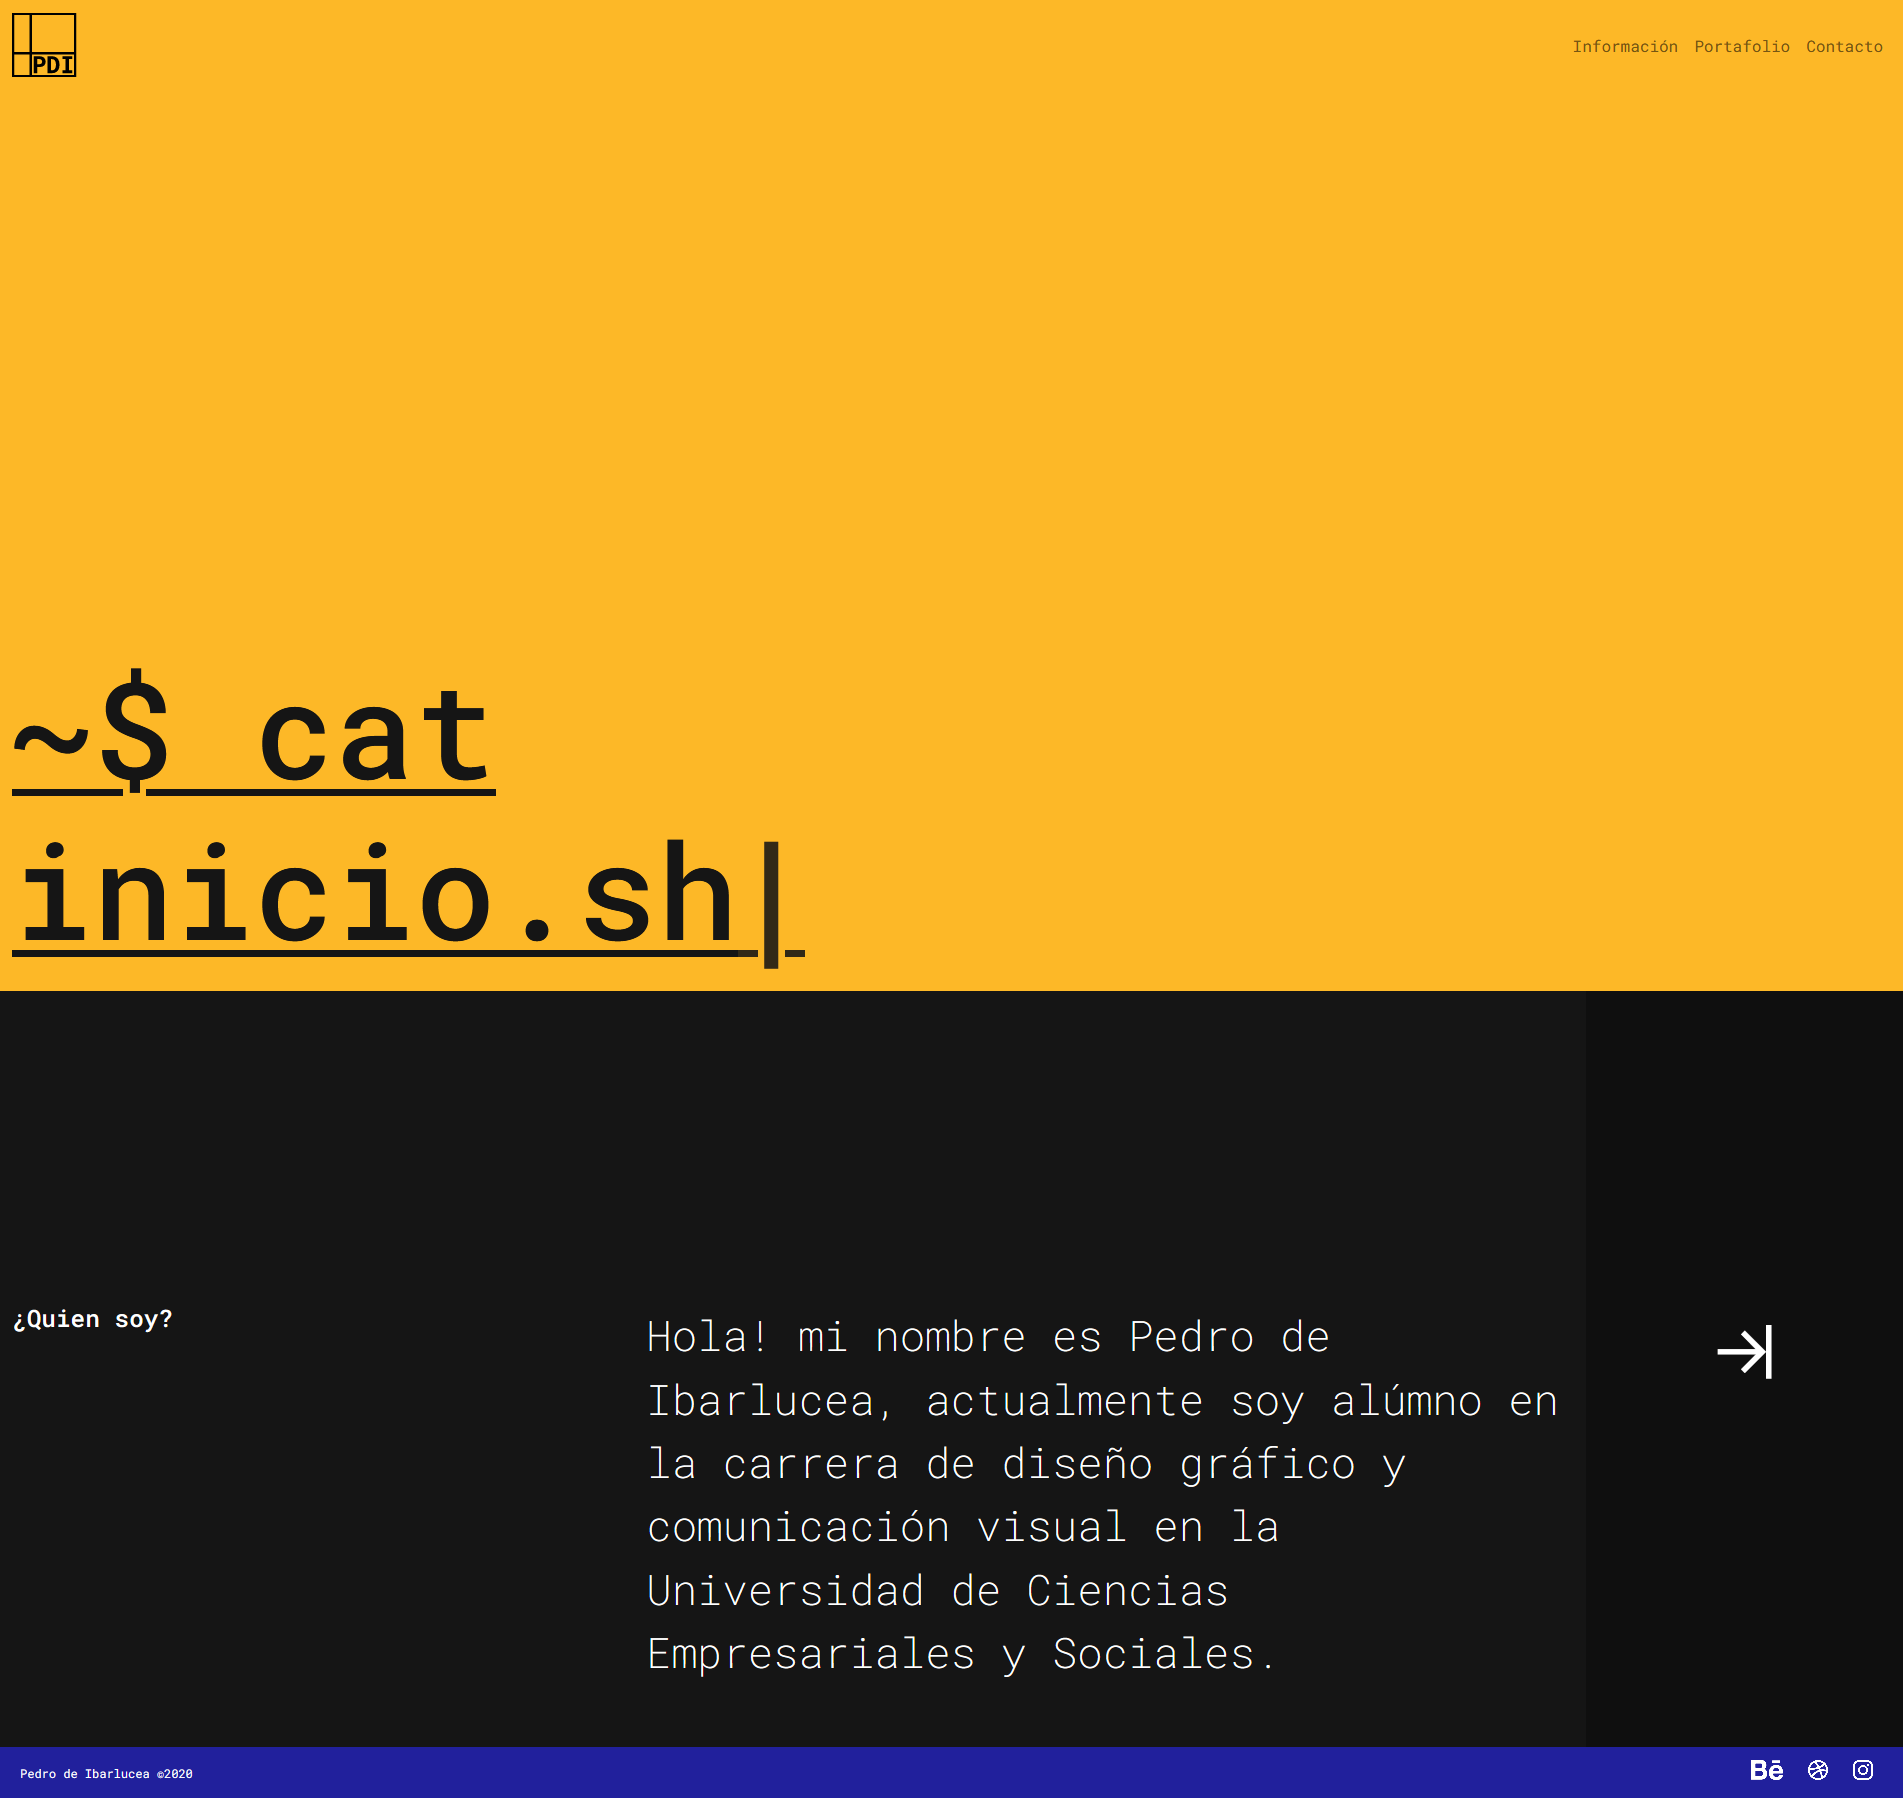 PDI
Información Portafolio Contacto
~$ cat
inicio.sh|
¿Quien soy?
Hola! mi nombre es Pedro de
Ibarlucea, actualmente soy alúmno en
la carrera de diseño gráfico y
comunicación visual en la
Universidad de Ciencias
Empresariales y Sociales.
Pedro de Ibarlucea ©2020
Bē